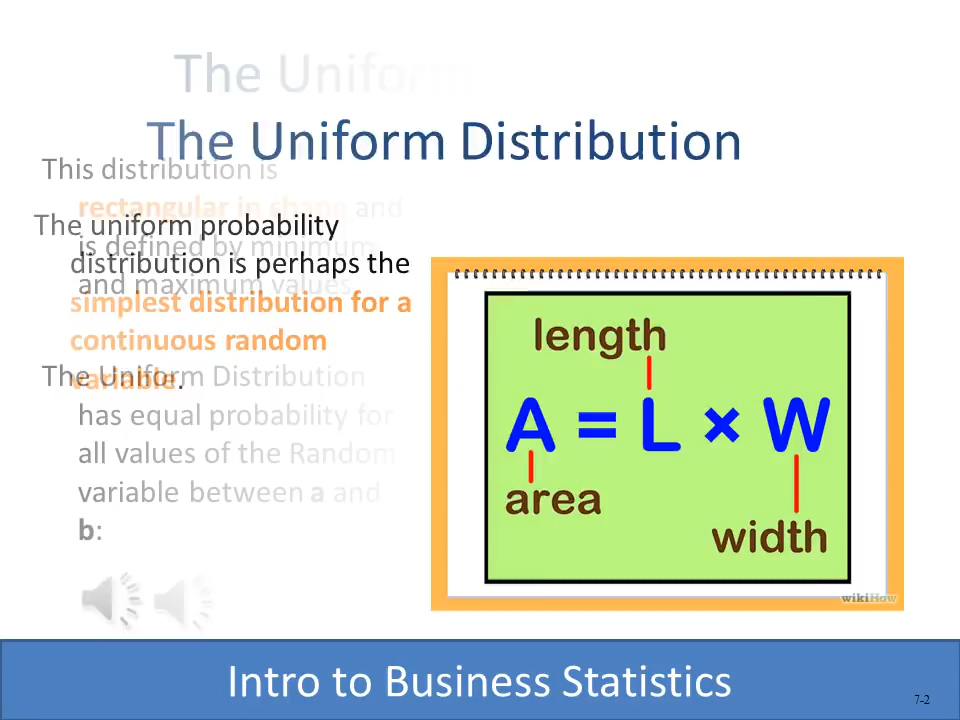 The Uniform
The Uniform Distribution
This distribution is
rectangular in shape and
is defined by minimum
and maximum values
The uniform probability
distribution is perhaps the
simplest distribution for a
continuous random
variable.
The Uniform Distribution
has equal probability for
all values of the Random
variable between a and
b:
length
A = L × W
area
width
wikiHow
Intro to Business Statistics
7-2